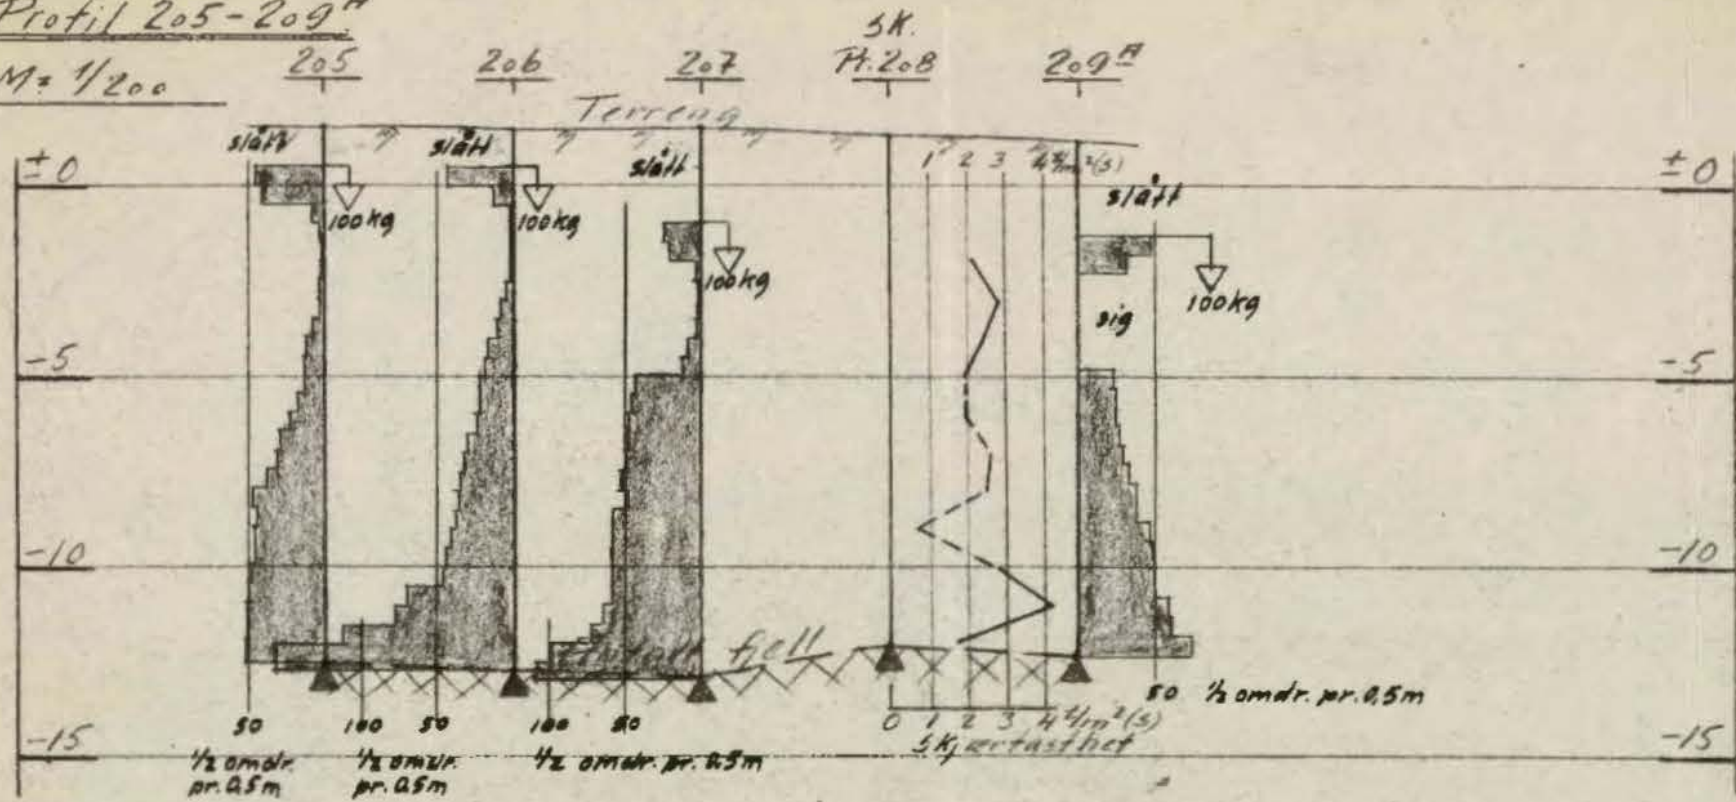 Profil 205-209A
M= 1/200
205
206
207
SK.
Pt. 208
209A
Terreng
slått
slått
slått
slått
1 2 3 4 t/m²(s)
±0
±0
100kg
100kg
100kg
100kg
sig
-5
-5
-10
-10
fjell
50
100
50
100
50
0 1 2 3 4 t/m²(s)
50 1/2 omdr. pr. 0,5m
Skjærfasthet
-15
-15
1/2 omdr.
pr. 0.5m
1/2 omdr.
pr. 0.5m
1/2 omdr. pr. 0.5m